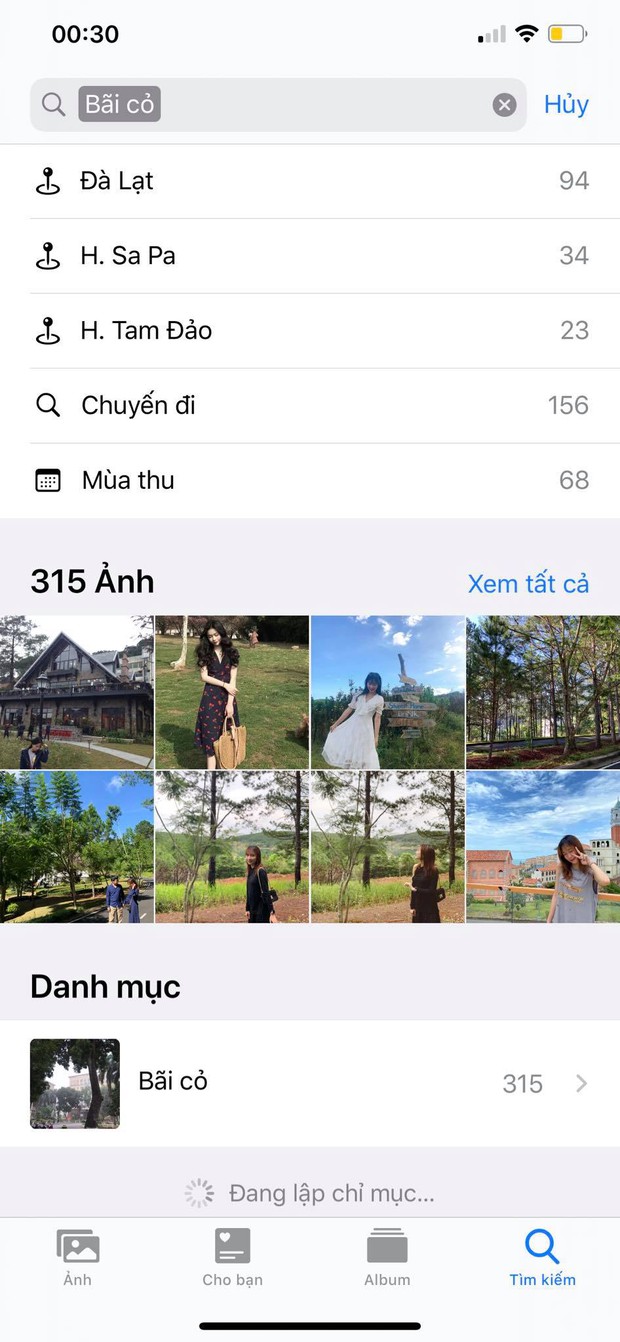 00:30
Bãi cỏ
Hủy
Đà Lạt 94
H. Sa Pa 34
H. Tam Đảo 23
Chuyến đi 156
Mùa thu 68
315 Ảnh
Xem tất cả
Danh mục
Bãi cỏ 315
Đang lập chỉ mục...
Ảnh
Cho bạn
Album
Tìm kiếm